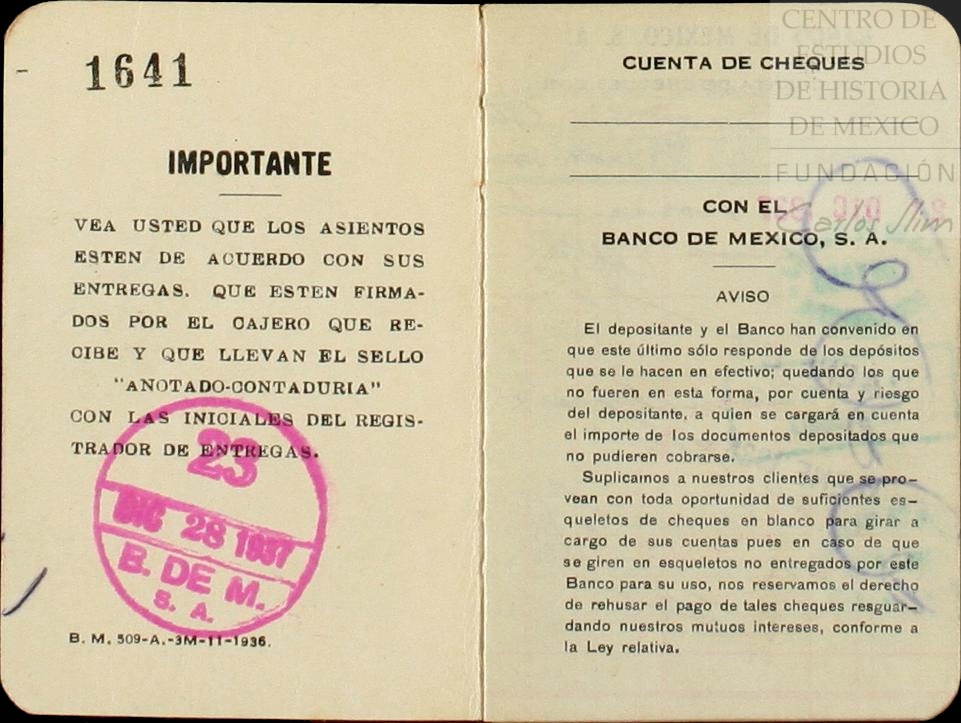 1641
IMPORTANTE
VEA USTED QUE LOS ASIENTOS
ESTEN DE ACUERDO CON SUS
ENTREGAS. QUE ESTEN FIRMA-
DOS POR EL CAJERO QUE RE-
CIBE Y QUE LLEVAN EL SELLO
"ANOTADO-CONTADURIA"
CON LAS INICIALES DEL REGIS-
TRADOR DE ENTREGAS.
23
DIC 28 1937
B. DE M.
S. A.
B. M. 509-A.-3M-11-1936.
CENTRO DE
ESTUDIOS
DE HISTORIA
DE MEXICO
FUNDACIÓN
Carlos Slim
CUENTA DE CHEQUES
CON EL
BANCO DE MEXICO, S. A.
AVISO
El depositante y el Banco han convenido en
que este último sólo responde de los depósitos
que se le hacen en efectivo; quedando los que
no fueren en esta forma, por cuenta y riesgo
del depositante, a quien se cargará en cuenta
el importe de los documentos depositados que
no pudieren cobrarse.
Suplicamos a nuestros clientes que se pro-
vean con toda oportunidad de suficientes es-
queletos de cheques en blanco para girar a
cargo de sus cuentas pues en caso de que
se giren en esqueletos no entregados por este
Banco para su uso, nos reservamos el derecho
de rehusar el pago de tales cheques resguar-
dando nuestros mutuos intereses, conforme a
la Ley relativa.